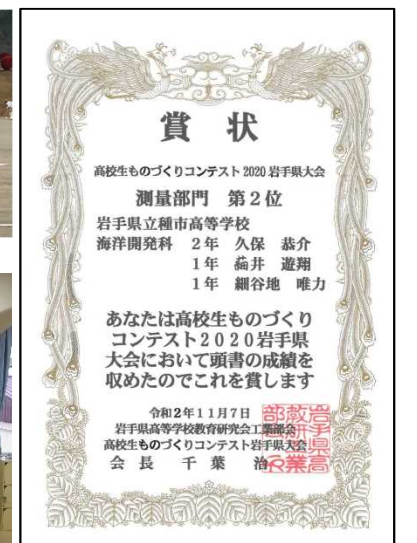 賞状
高校生ものづくりコンテスト2020岩手県大会
測量部門 第2位
岩手県立種市高等学校
海洋開発科 2年 久保 恭介
1年 井 遊翔
1年 細谷地 唯力
あなたは高校生ものづくり
コンテスト2020岩手県
大会において頭書の成績を
収めたのでこれを賞します
令和2年11月7日
岩手県高等学校教育研究会工業部会
高校生ものづくりコンテスト岩手県大会
会長 千葉 治